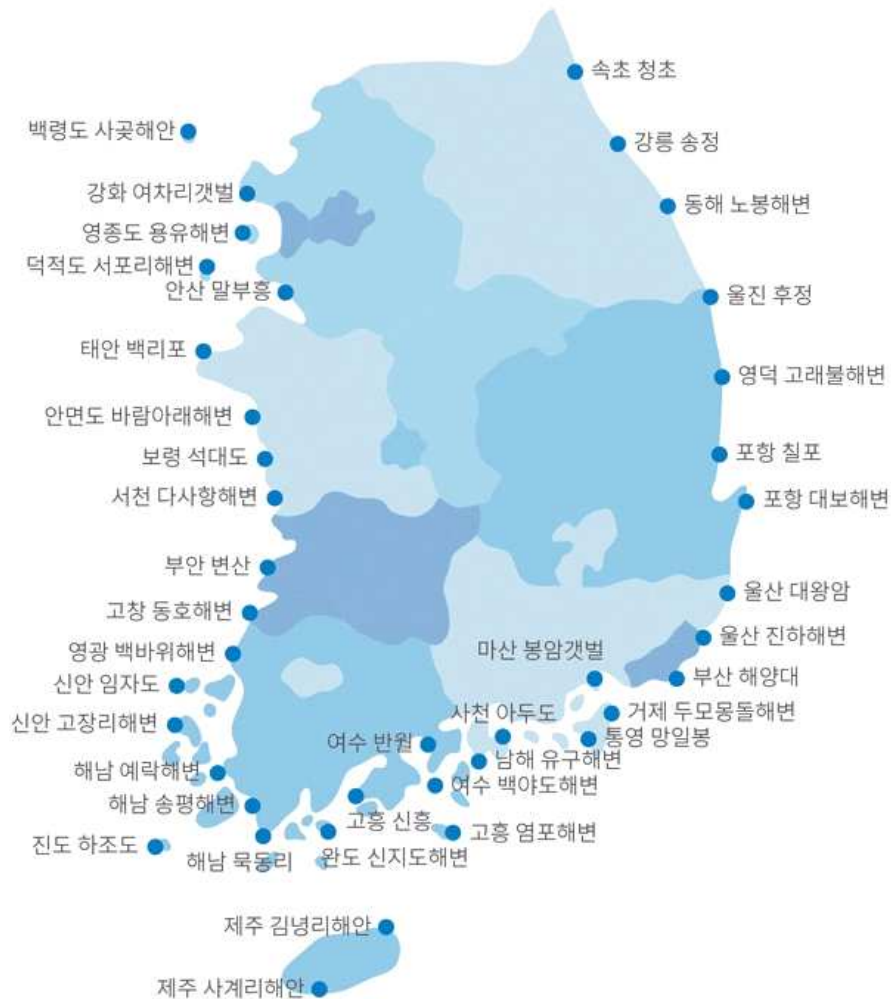 속초 청초
백령도 사곶해안
강릉 송정
강화 여차리갯벌
동해 노봉해변
영종도 용유해변
덕적도 서포리해변
안산 말부흥
울진 후정
태안 백리포
영덕 고래불해변
안면도 바람아래해변
보령 석대도
포항 칠포
서천 다사항해변
포항 대보해변
부안 변산
울산 대왕암
고창 동호해변
울산 진하해변
영광 백바위해변
마산 봉암갯벌
부산 해양대
신안 임자도
사천 아두도
거제 두모몽돌해변
신안 고장리해변
통영 망일봉
여수 반월
남해 유구해변
해남 예락해변
여수 백야도해변
해남 송평해변
고흥 신흥
고흥 염포해변
진도 하조도
해남 묵동리
완도 신지도해변
제주 김녕리해안
제주 사계리해안